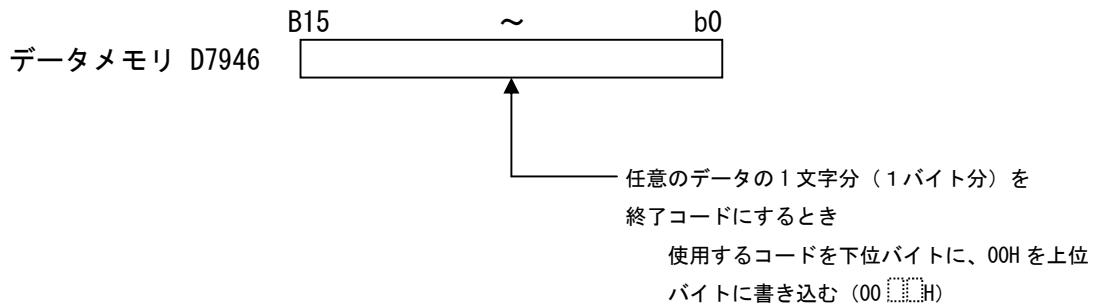 B15 ～ b0
データメモリ D7946
任意のデータの１文字分（１バイト分）を
終了コードにするとき
使用するコードを下位バイトに、00H を上位
バイトに書き込む（00 □□H）